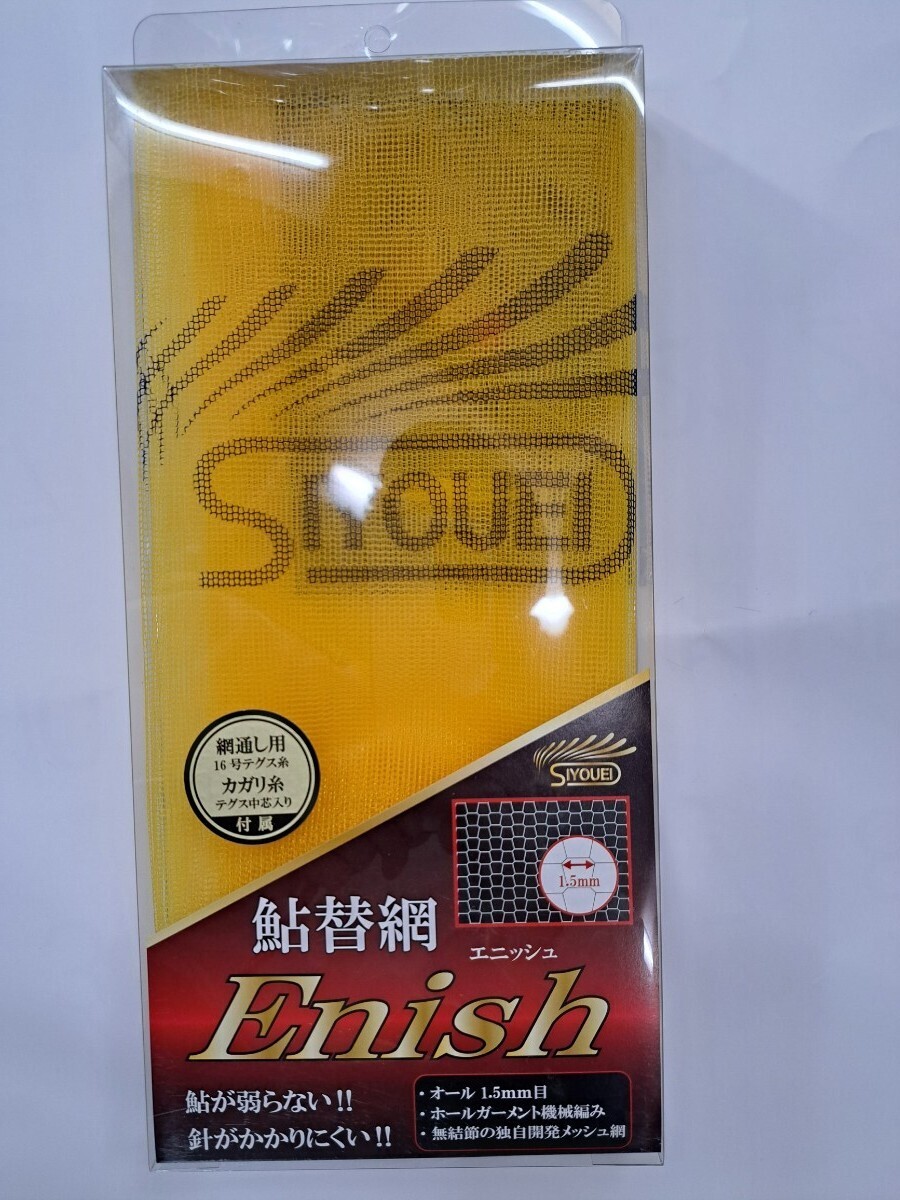 SIYOUEI
網通し用
16号テグス糸
カガリ糸
テグス中芯入り
付属
SIYOUEI
1.5mm
鮎替網
エニッシュ
Enish
鮎が弱らない!!
針がかかりにくい!!
・オール 1.5mm目
・ホールガーメント機械編み
・無結節の独自開発メッシュ網